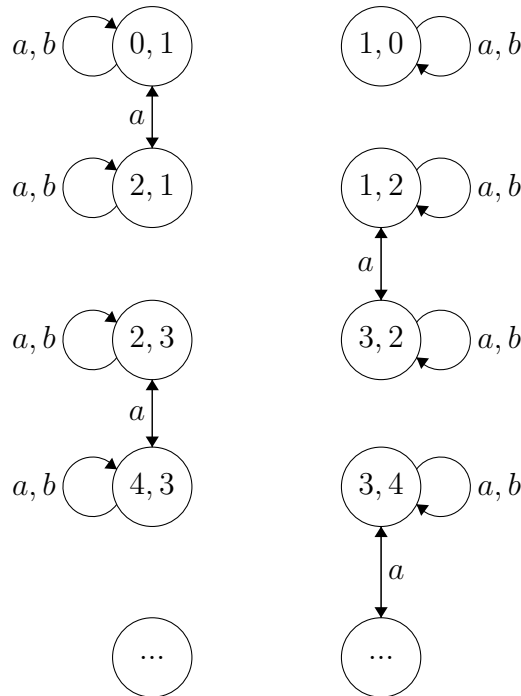 a, b 0, 1 1, 0 a, b
a
a, b 2, 1 1, 2 a, b
a
a, b 2, 3 3, 2 a, b
a
a, b 4, 3 3, 4 a, b
a
... ...